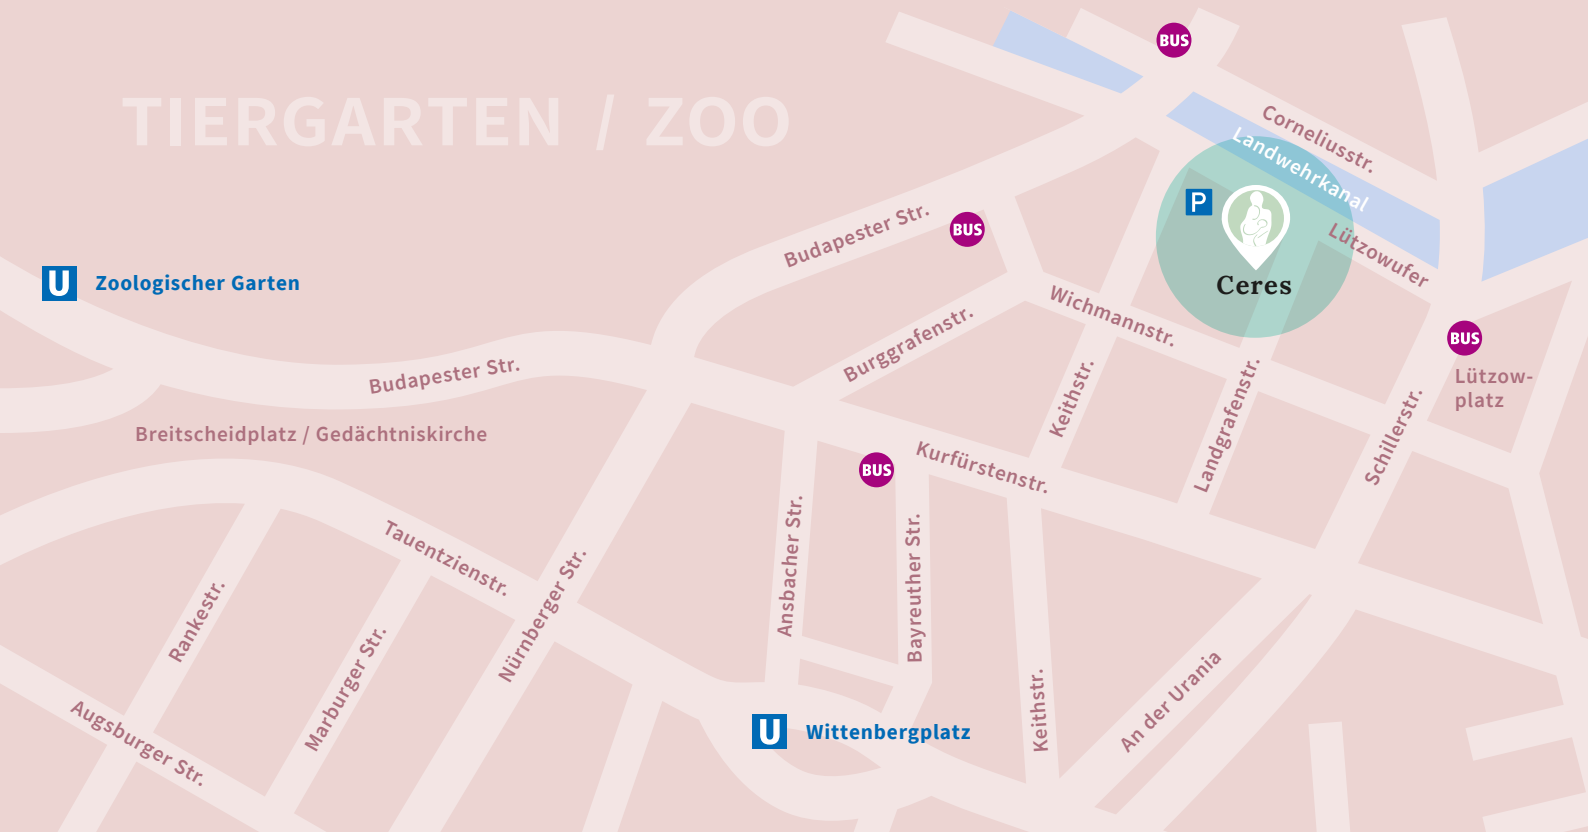 BUS
TIERGARTEN / ZOO
Corneliusstr.
Landwehrkanal
P
Budapester Str.
BUS
Lützowufer
U Zoologischer Garten
Ceres
Wichmannstr.
Burggrafenstr.
BUS
Lützow-
platz
Budapester Str.
Keithstr.
Landgrafenstr.
Schillerstr.
Breitscheidplatz / Gedächtniskirche
BUS
Kurfürstenstr.
Tauentzienstr.
Ansbacher Str.
Bayreuther Str.
Nürnberger Str.
Rankestr.
Marburger Str.
Keithstr.
An der Urania
Augsburger Str.
U Wittenbergplatz